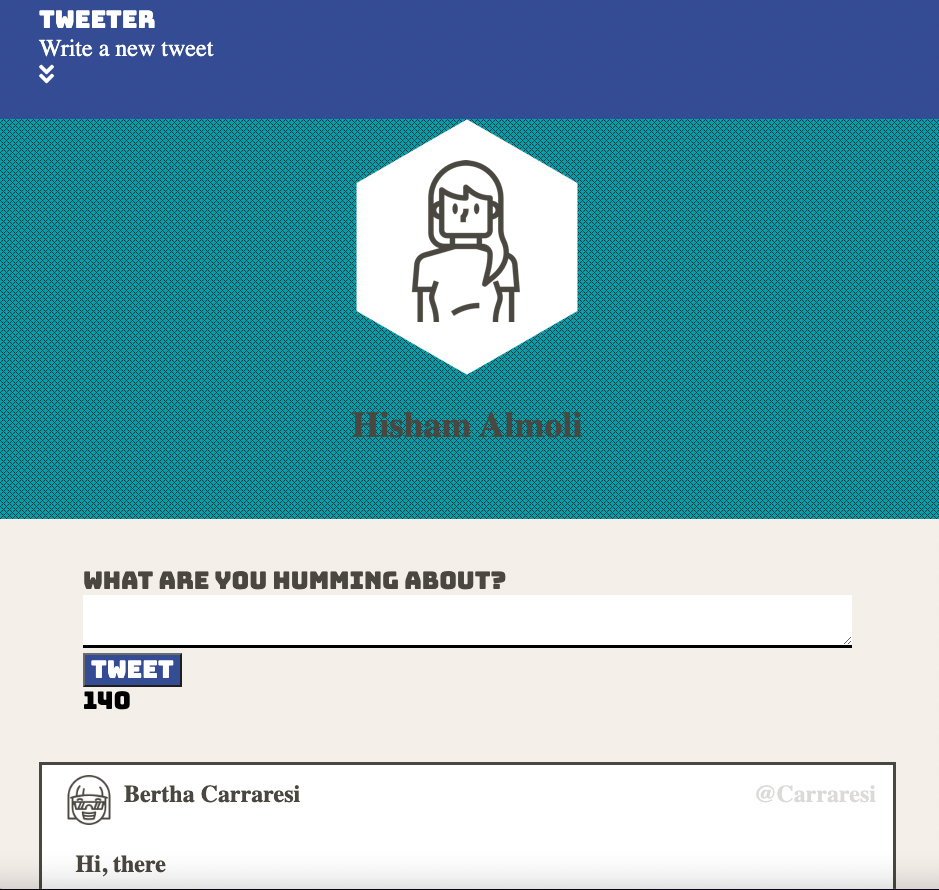 TWEETER
Write a new tweet
Hisham Almoli
WHAT ARE YOU HUMMING ABOUT?
TWEET
140
Bertha Carraresi @Carraresi
Hi, there